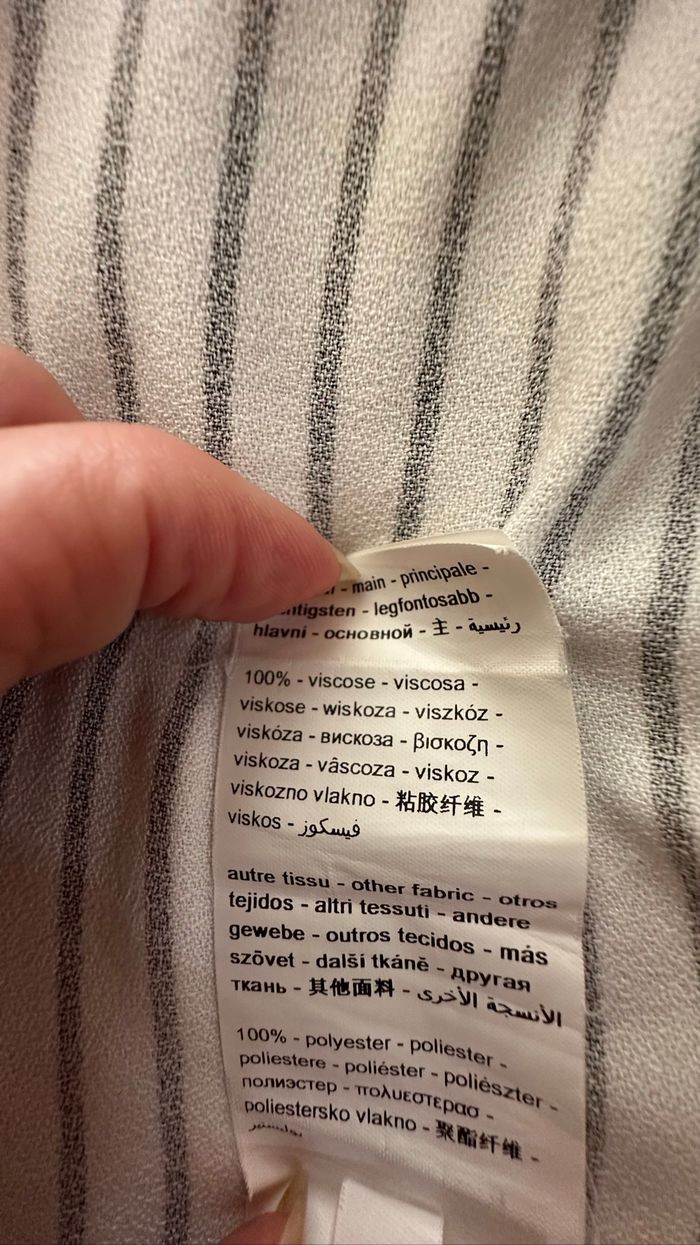 - main - principale -
- legfontosabb -
hlavní - основной - 主 - رئيسية
100% - viscose - viscosa -
viskose - wiskoza - viszkóz -
viskóza - вискоза - βισκοζη -
viskoza - vâscoza - viskoz -
viskozno vlakno - 粘胶纤维 -
viskos - فيسكوز
autre tissu - other fabric - otros
tejidos - altri tessuti - andere
gewebe - outros tecidos - más
szövet - další tkáně - другая
ткань - 其他面料 - الأنسجة الأخرى
100% - polyester - poliester -
poliestere - poliéster - poliészter -
полиэстер - πολυεστερασ -
poliestersko vlakno - 聚酯纤维 -